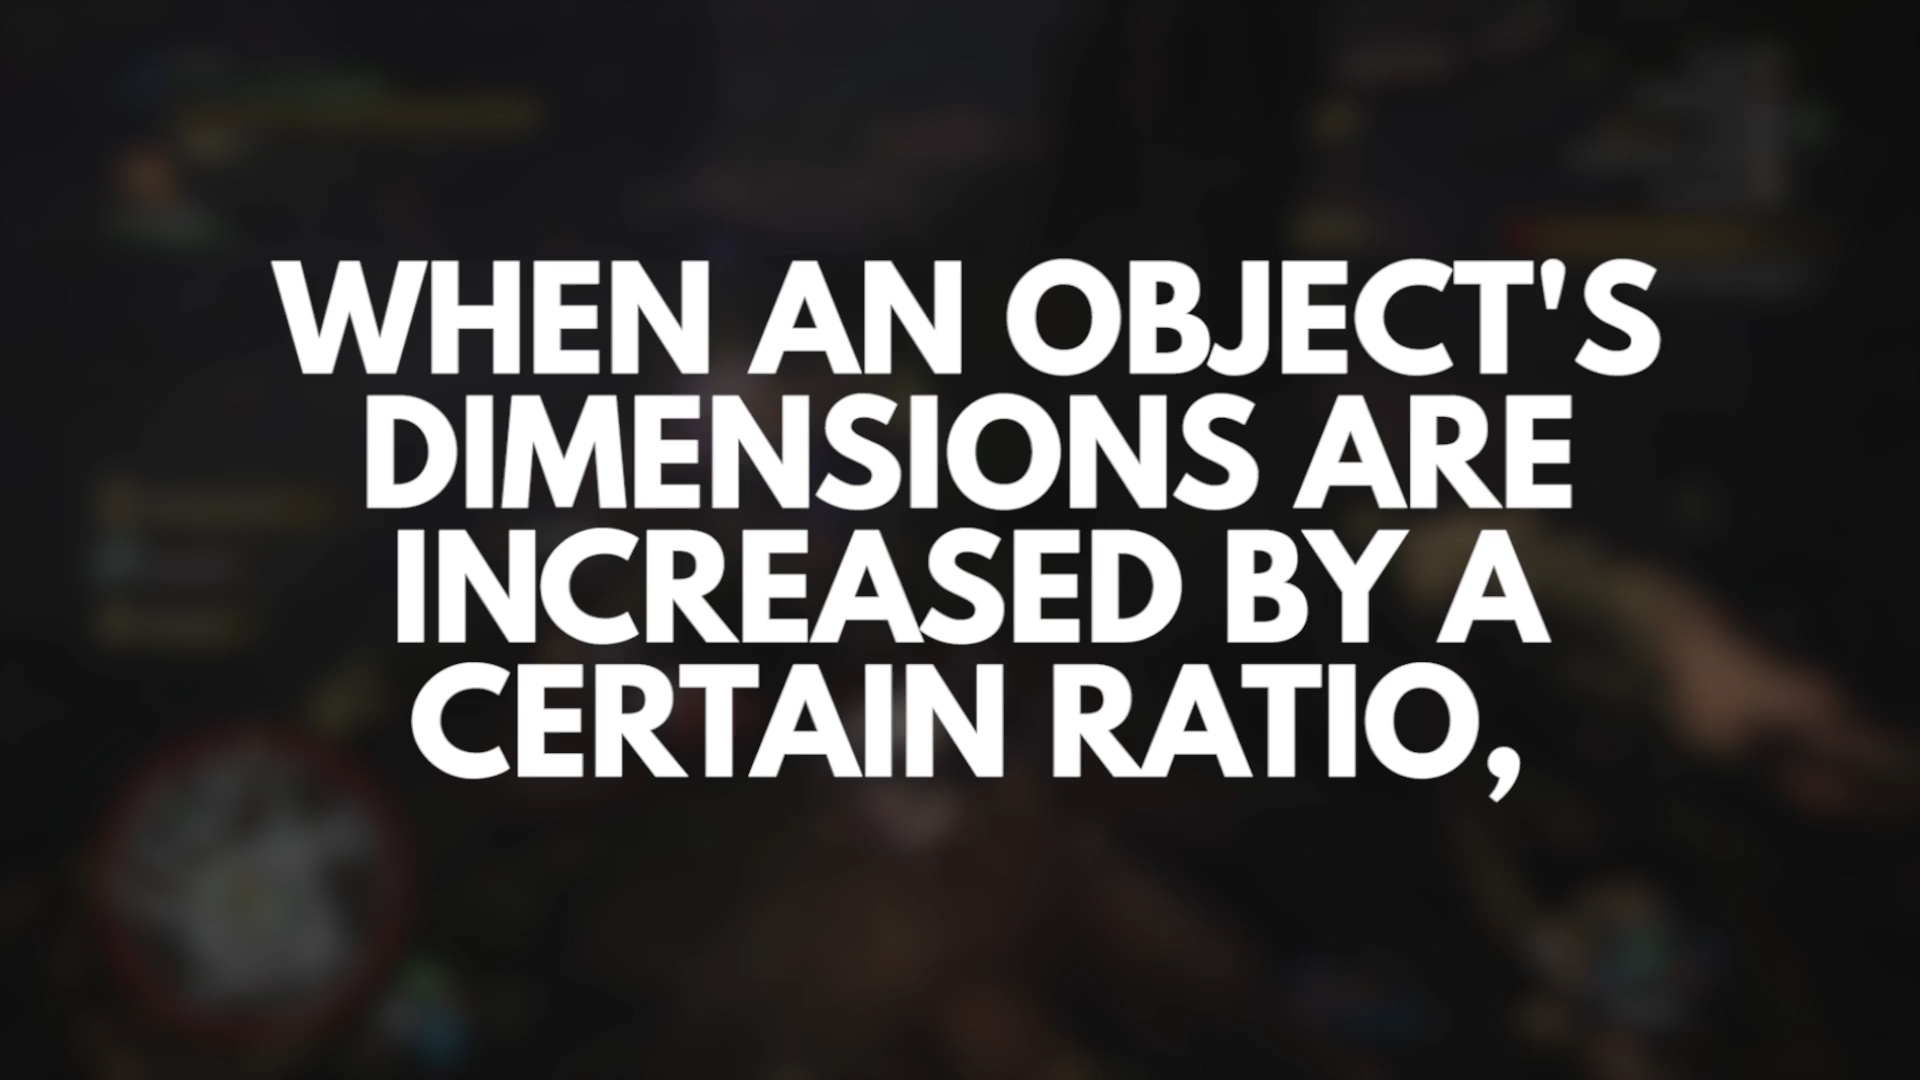 WHEN AN OBJECT'S
DIMENSIONS ARE
INCREASED BY A
CERTAIN RATIO,